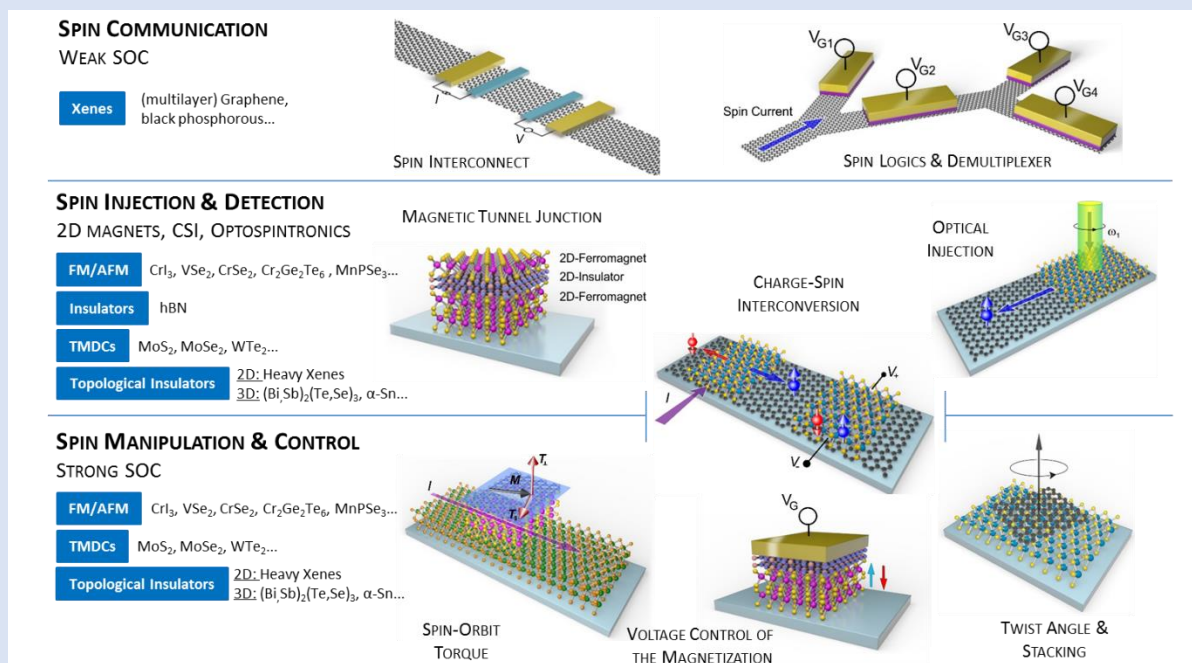 SPIN COMMUNICATION
WEAK SOC
Xenes
(multilayer) Graphene,
black phosphorous...
I
V
SPIN INTERCONNECT
Spin Current
VG1
VG2
VG3
VG4
SPIN LOGICS & DEMULTIPLEXER
SPIN INJECTION & DETECTION
2D MAGNETS, CSI, OPTOSPINTRONICS
FM/AFM
CrI3, VSe2, CrSe2, Cr2Ge2Te6 , MnPSe3...
Insulators
hBN
TMDCs
MoS2, MoSe2, WTe2...
Topological Insulators
2D: Heavy Xenes
3D: (Bi,Sb)2(Te,Se)3, α-Sn...
MAGNETIC TUNNEL JUNCTION
2D-Ferromagnet
2D-Insulator
2D-Ferromagnet
CHARGE-SPIN
INTERCONVERSION
I
V+
V-
OPTICAL
INJECTION
ω1
SPIN MANIPULATION & CONTROL
STRONG SOC
FM/AFM
CrI3, VSe2, CrSe2, Cr2Ge2Te6, MnPSe3...
TMDCs
MoS2, MoSe2, WTe2...
Topological Insulators
2D: Heavy Xenes
3D: (Bi,Sb)2(Te,Se)3, α-Sn...
I
M
SPIN-ORBIT
TORQUE
VG
VOLTAGE CONTROL OF
THE MAGNETIZATION
TWIST ANGLE &
STACKING